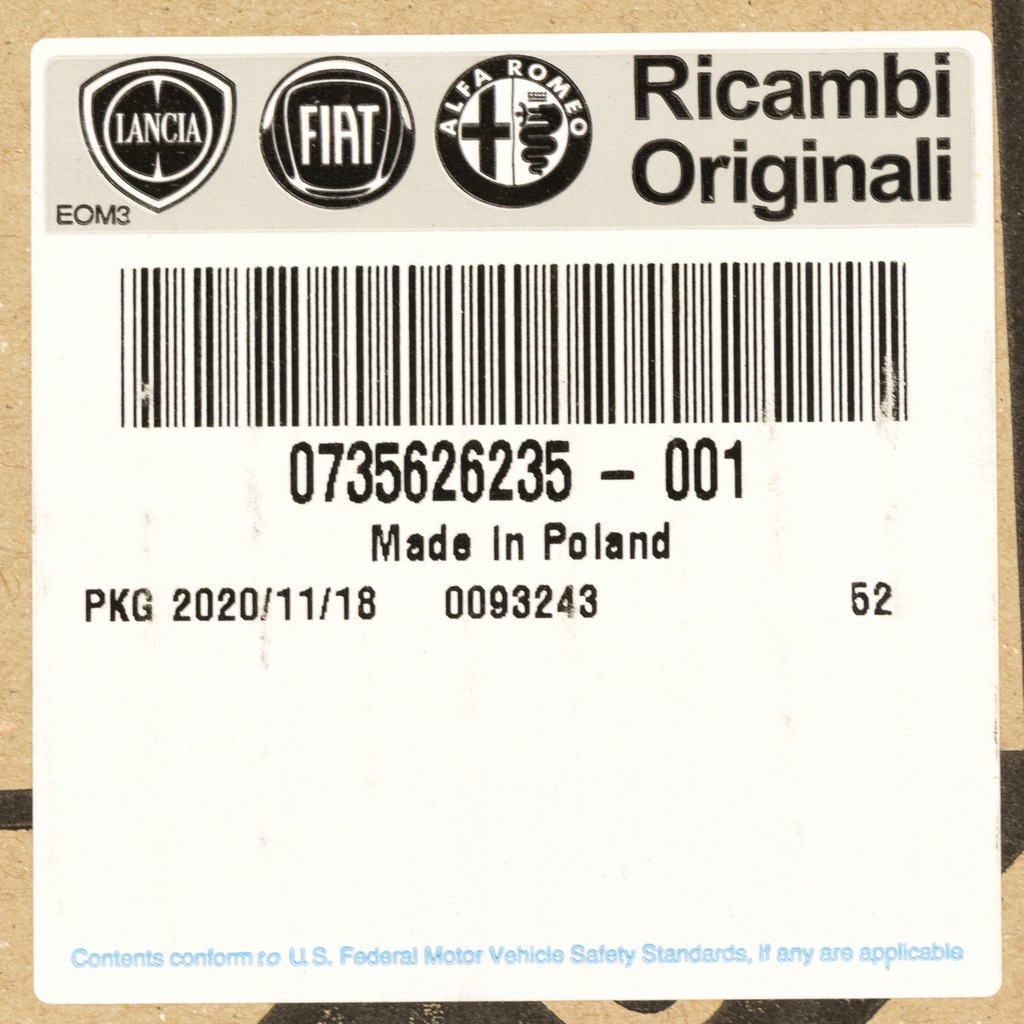 LANCIA
FIAT
ALFA ROMEO
Ricambi
Originali
EOM3
0735626235 - 001
Made In Poland
PKG 2020/11/18 0093243 52
Contents conform to U.S. Federal Motor Vehicle Safety Standards, if any are applicable